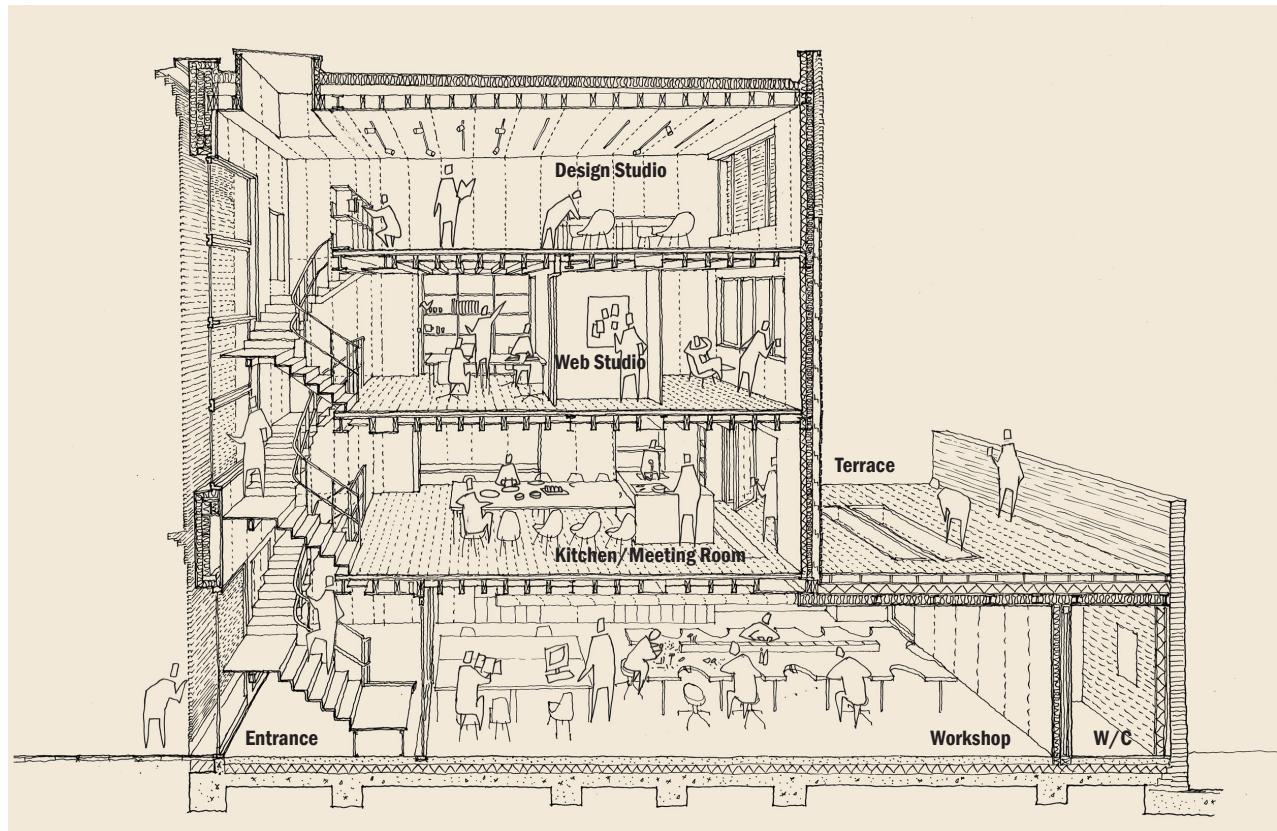 Design Studio
Web Studio
Terrace
Kitchen/Meeting Room
Entrance
Workshop
W/C